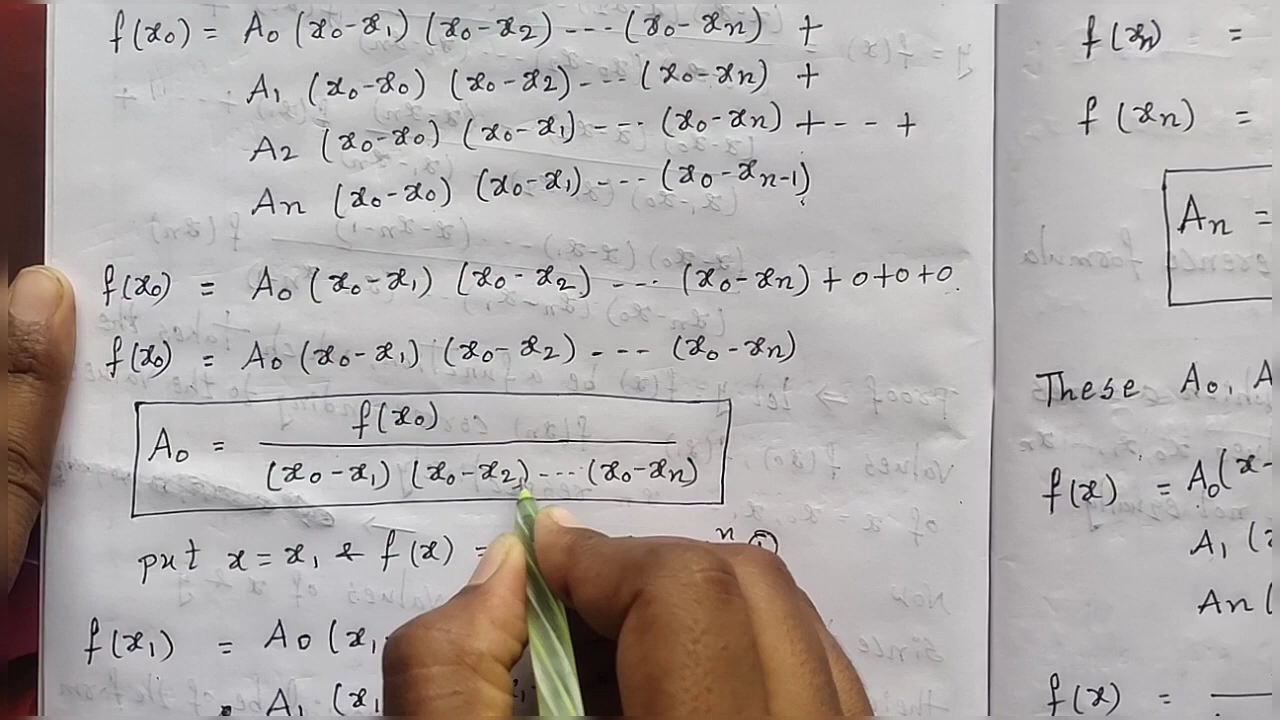 f(x₀) = A₀ (x₀-x₁) (x₀-x₂) --- (x₀-xₙ) +
A₁ (x₀-x₀) (x₀-x₂) --- (x₀-xₙ) +
A₂ (x₀-x₀) (x₀-x₁) --- (x₀-xₙ) + -- +
Aₙ (x₀-x₀) (x₀-x₁) --- (x₀-xₙ₋₁)
f(x₀) = A₀ (x₀-x₁) (x₀-x₂) --- (x₀-xₙ) + 0+0+0.
f(x₀) = A₀ (x₀-x₁) (x₀-x₂) --- (x₀-xₙ)
A₀ = f(x₀)
(x₀-x₁) (x₀-x₂) --- (x₀-xₙ)
put x = x₁ & f(x) = n ①
f(x₁) = A₀ (x₁
A₁ (x₁
f(xₙ) =
f(xₙ) =
Aₙ =
These A₀, A
f(x) = A₀(x-
A₁ (
Aₙ (
f(x) =